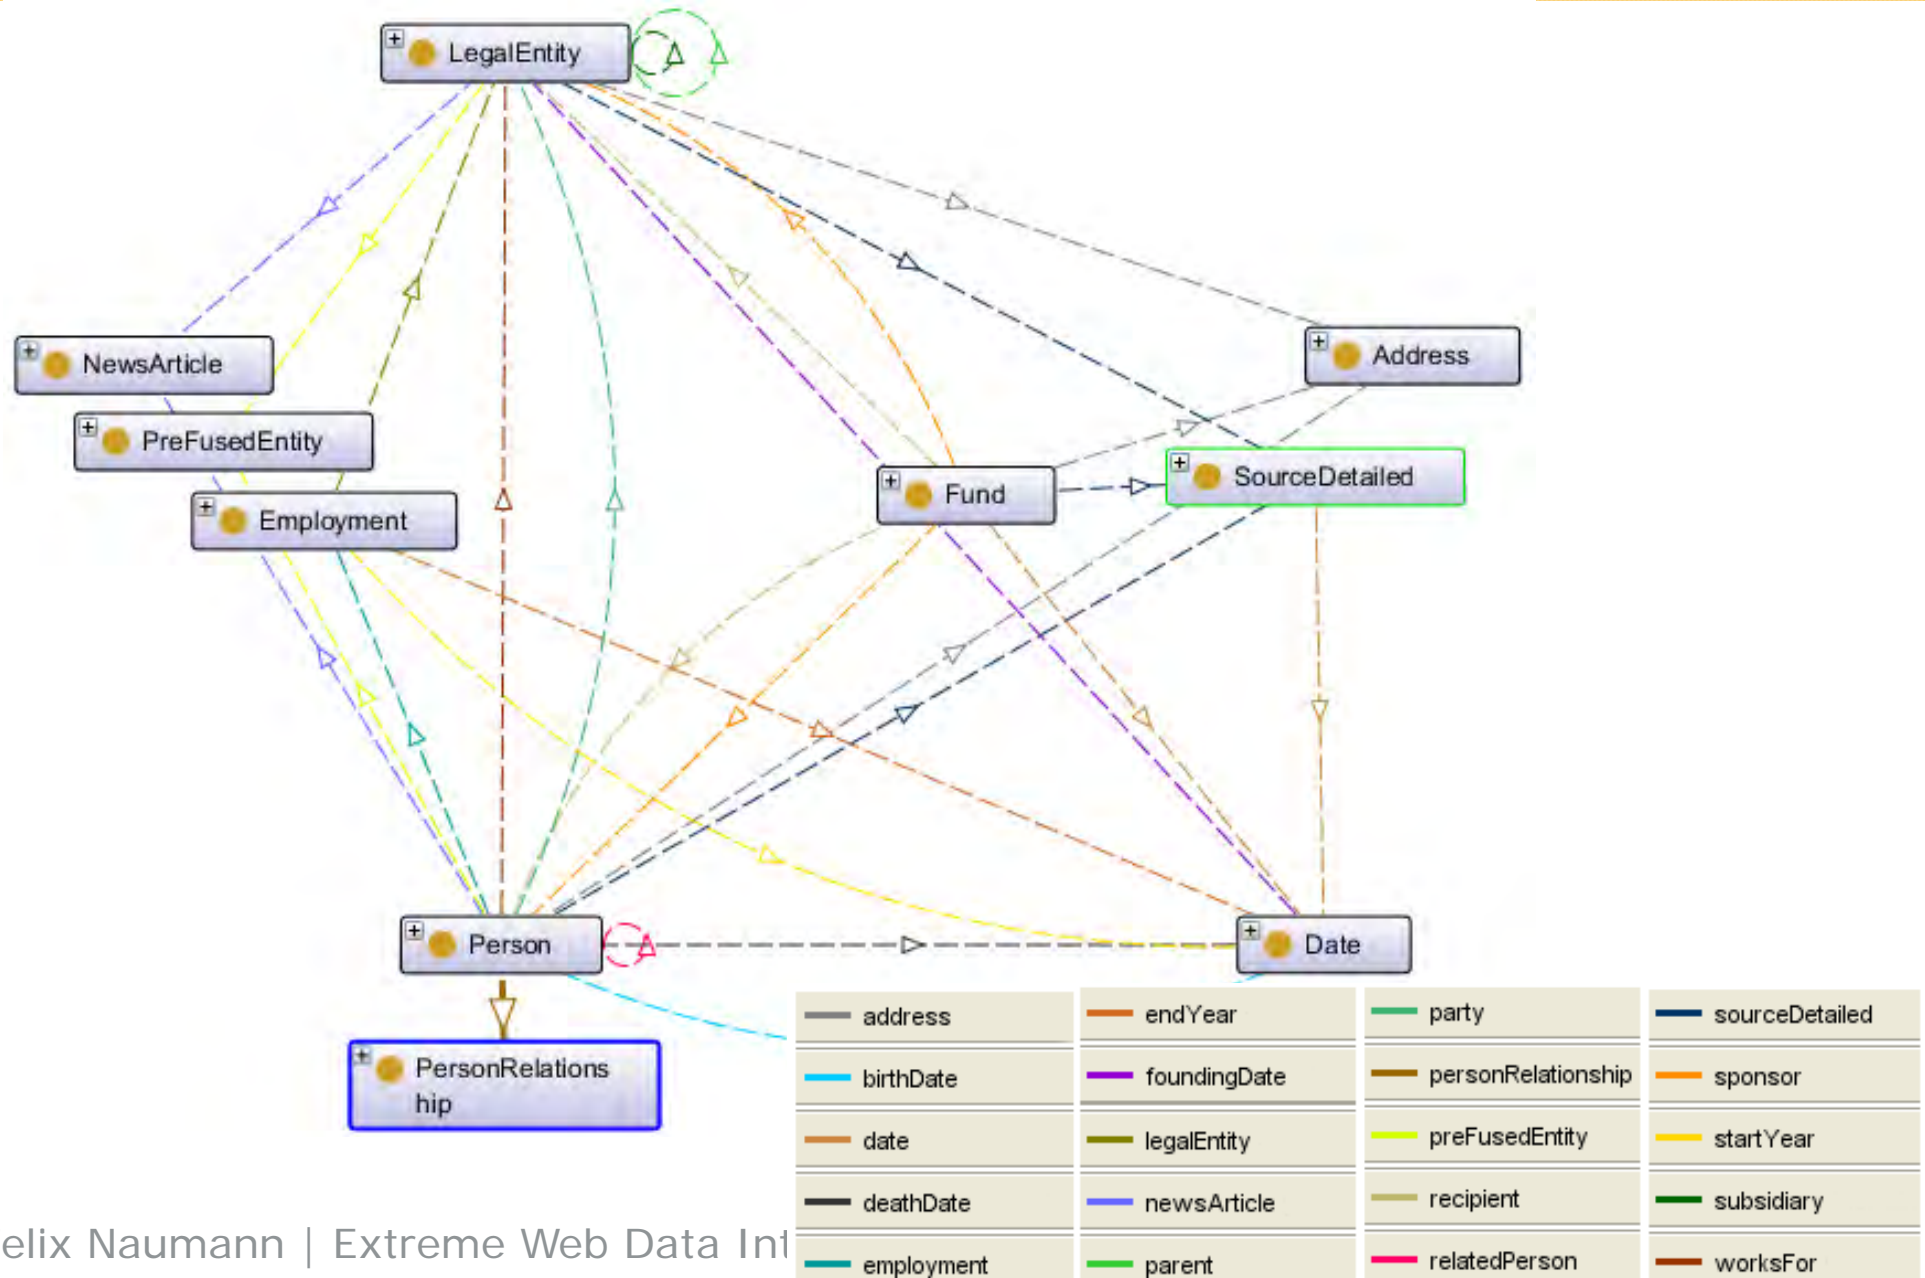 LegalEntity
NewsArticle
Address
PreFusedEntity
SourceDetailed
Fund
Employment
Person
Date
PersonRelations
hip
address
endYear
party
sourceDetailed
birthDate
foundingDate
personRelationship
sponsor
date
legalEntity
preFusedEntity
startYear
deathDate
newsArticle
recipient
subsidiary
employment
parent
relatedPerson
worksFor
elix Naumann | Extreme Web Data Int